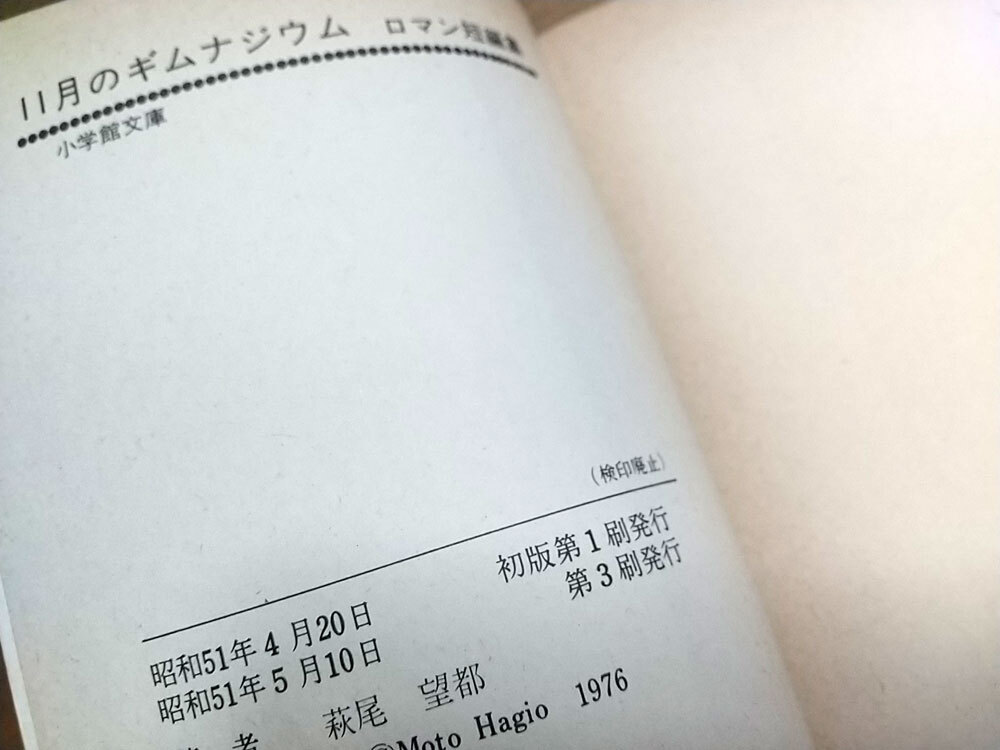 11月のギムナジウム　ロマン短編集
小学館文庫
(検印廃止)
昭和51年4月20日　初版第1刷発行
昭和51年5月10日　第3刷発行
者　萩尾　望都
©Moto Hagio 1976